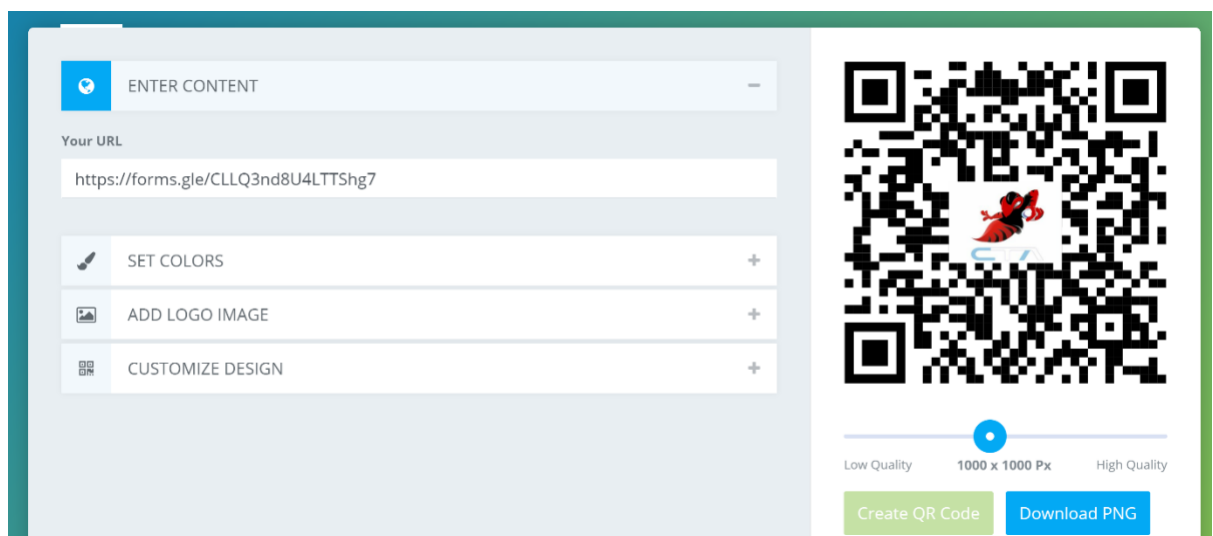 ENTER CONTENT
Your URL
https://forms.gle/CLLQ3nd8U4LTTShg7
SET COLORS
ADD LOGO IMAGE
CUSTOMIZE DESIGN
Low Quality
1000 x 1000 Px
High Quality
Create QR Code
Download PNG